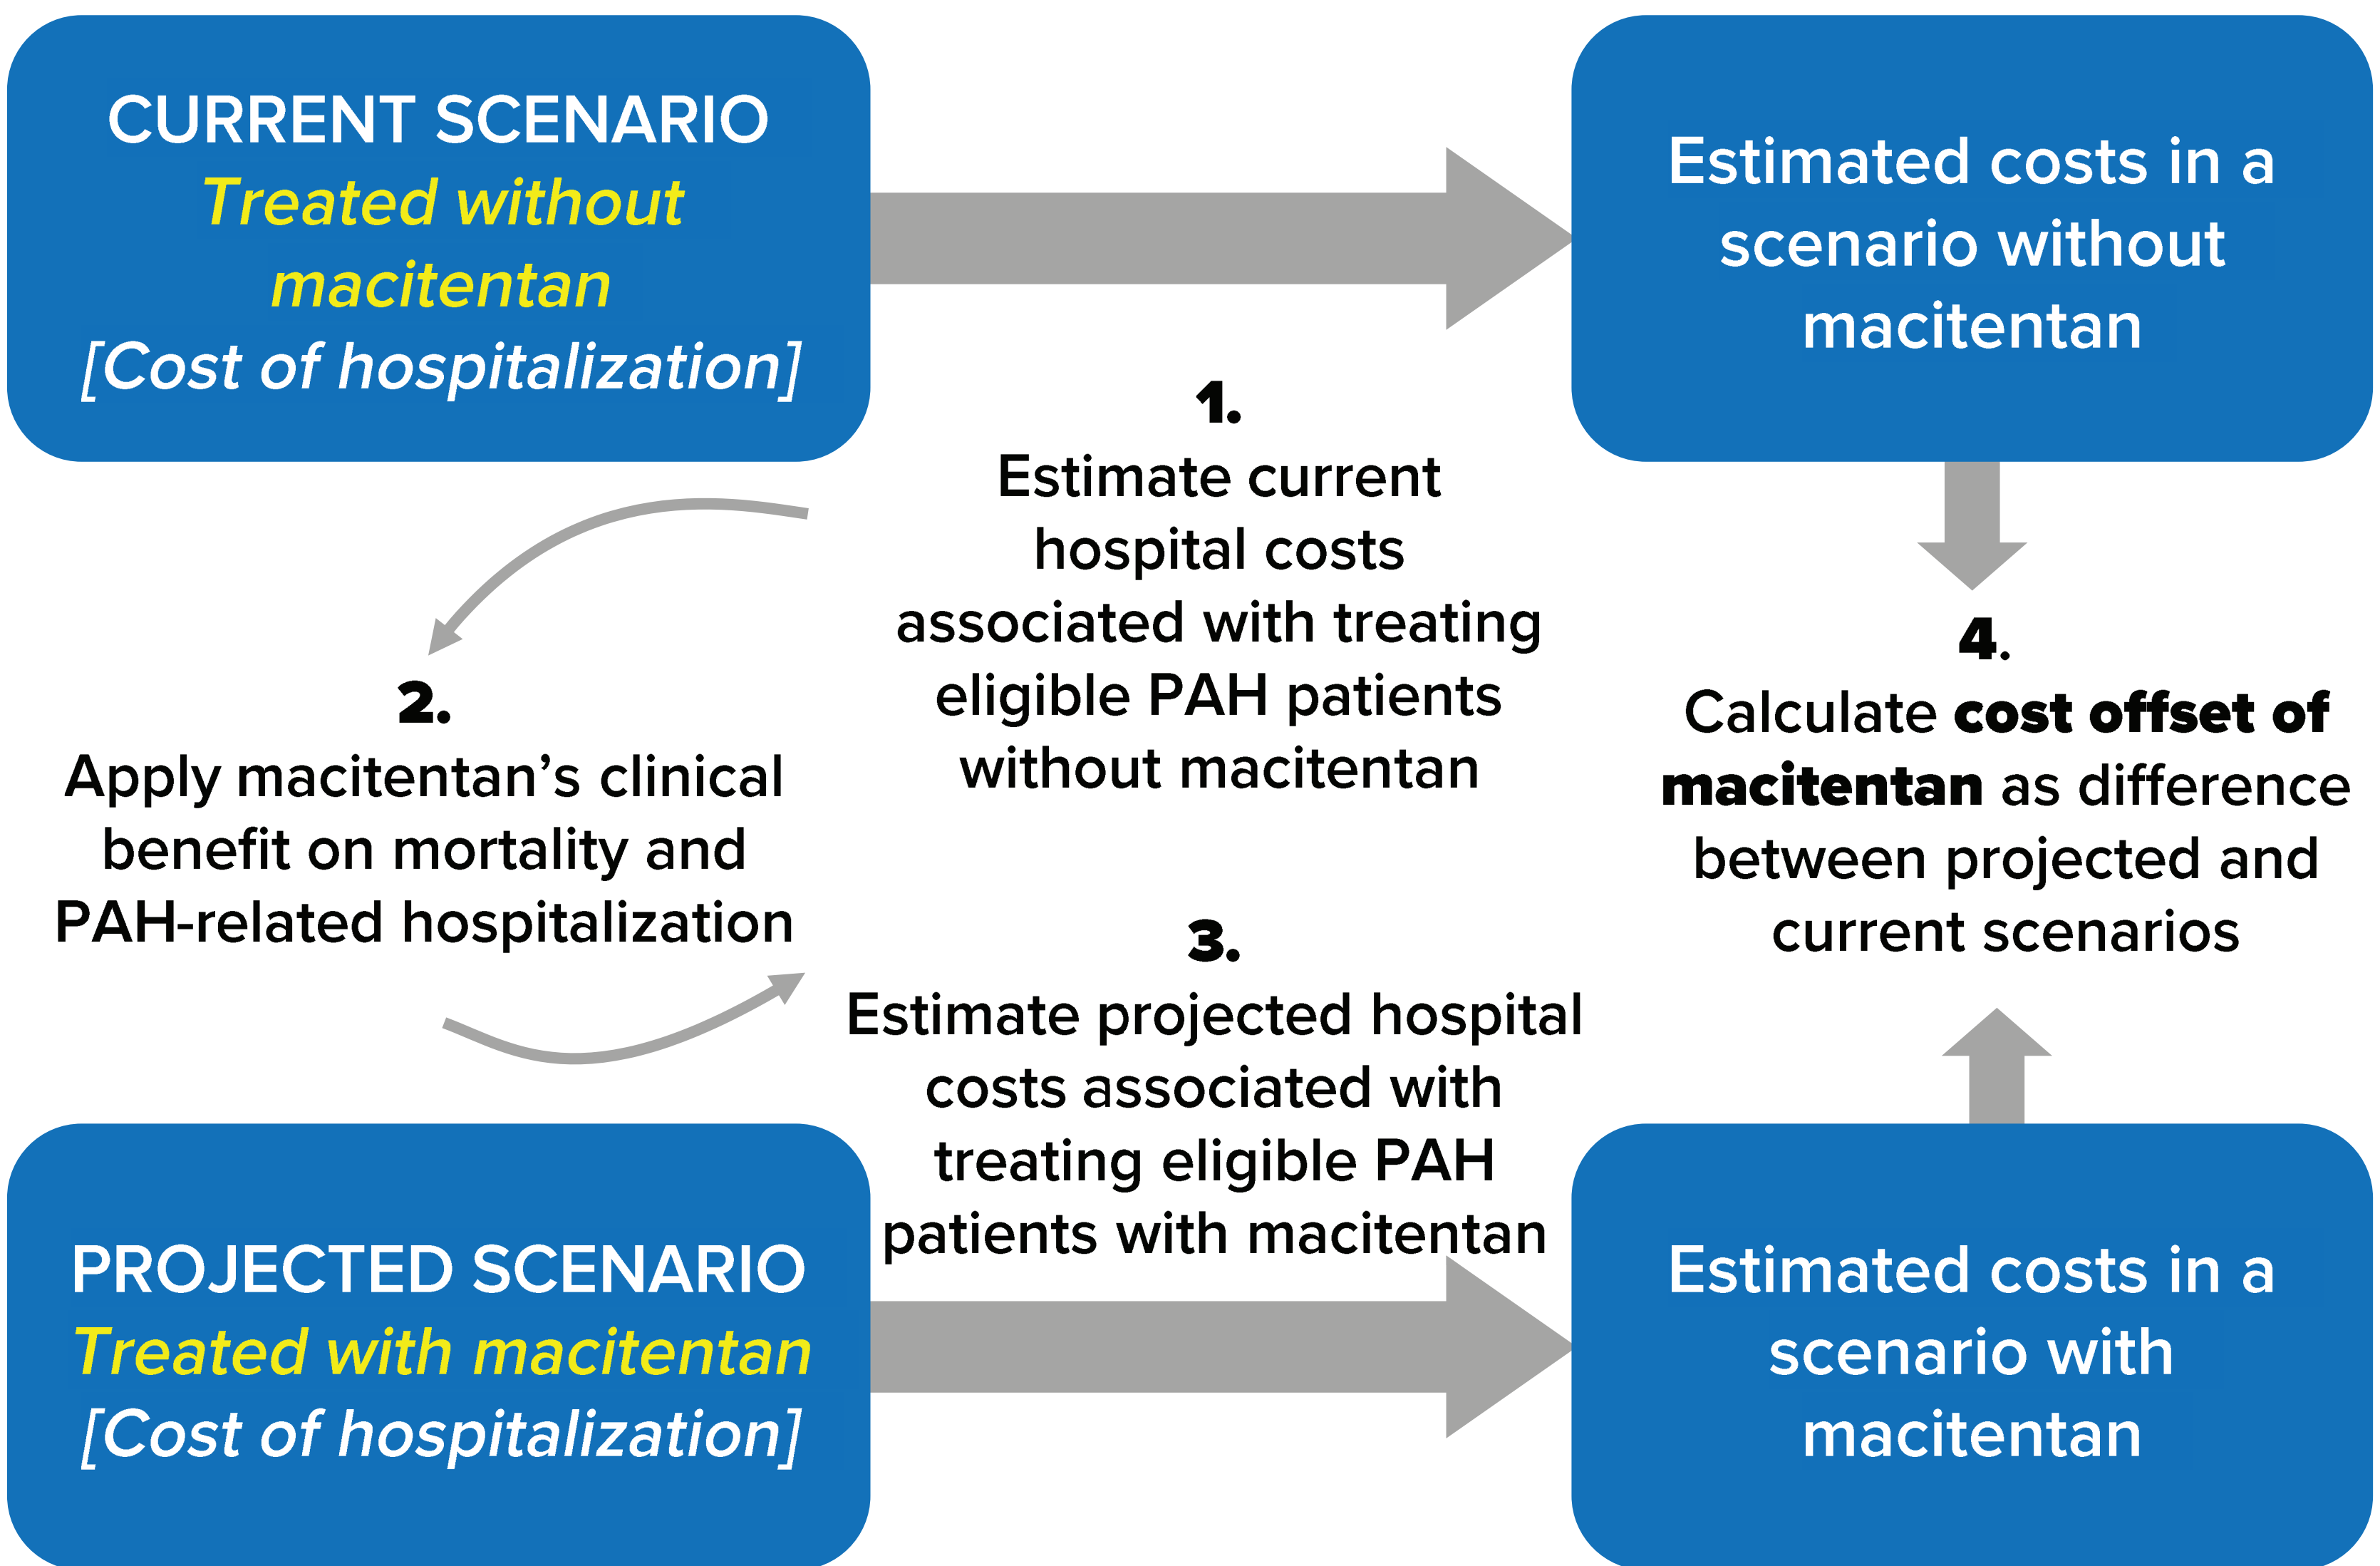 CURRENT SCENARIO
Treated without
macitentan
[Cost of hospitalization]
Estimated costs in a
scenario without
macitentan
1.
Estimate current
hospital costs
associated with treating
eligible PAH patients
without macitentan
2.
Apply macitentan’s clinical
benefit on mortality and
PAH-related hospitalization
3.
Estimate projected hospital
costs associated with
treating eligible PAH
patients with macitentan
4.
Calculate cost offset of
macitentan as difference
between projected and
current scenarios
PROJECTED SCENARIO
Treated with macitentan
[Cost of hospitalization]
Estimated costs in a
scenario with
macitentan